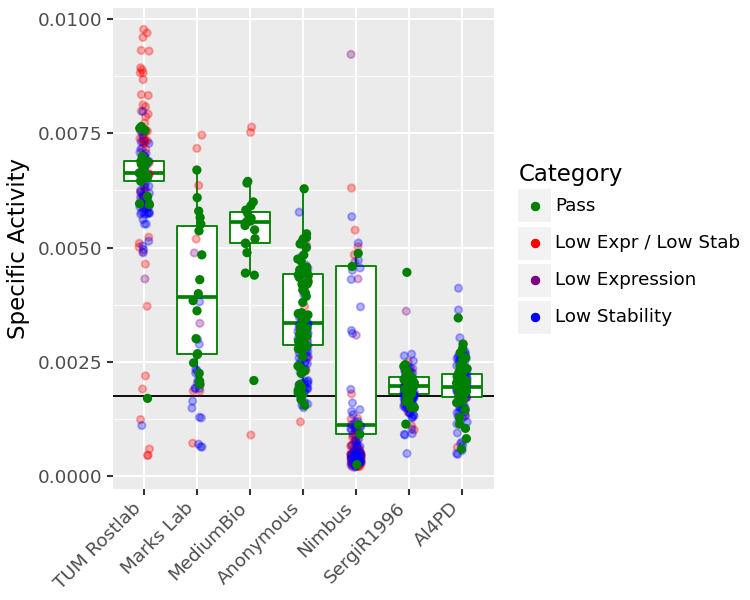 0.0100
0.0075
0.0050
0.0025
0.0000
Specific Activity
TUM Rostlab
Marks Lab
MediumBio
Anonymous
Nimbus
SergiR1996
AI4PD
Category
Pass
Low Expr / Low Stab
Low Expression
Low Stability